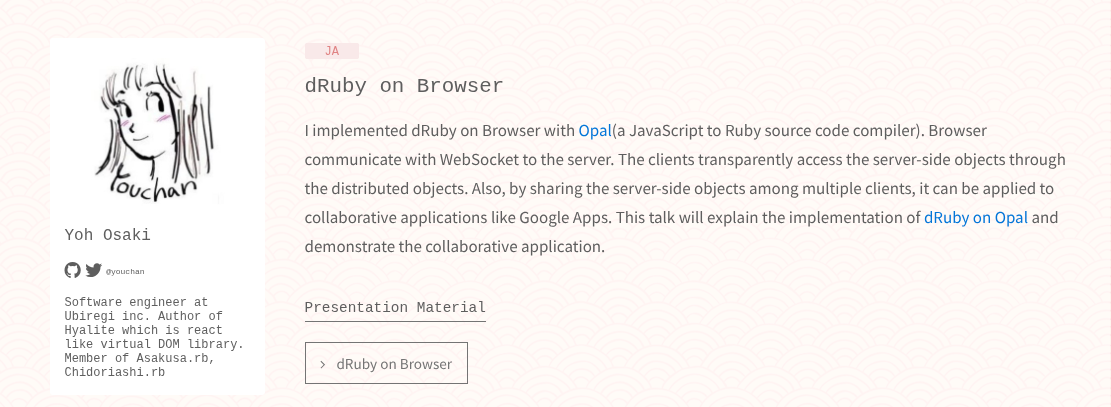 Youchan
Yoh Osaki
@youchan
Software engineer at
Ubiregi inc. Author of
Hyalite which is react
like virtual DOM library.
Member of Asakusa.rb,
Chidoriashi.rb
JA
dRuby on Browser
I implemented dRuby on Browser with Opal(a JavaScript to Ruby source code compiler). Browser
communicate with WebSocket to the server. The clients transparently access the server-side objects through
the distributed objects. Also, by sharing the server-side objects among multiple clients, it can be applied to
collaborative applications like Google Apps. This talk will explain the implementation of dRuby on Opal and
demonstrate the collaborative application.
Presentation Material
dRuby on Browser